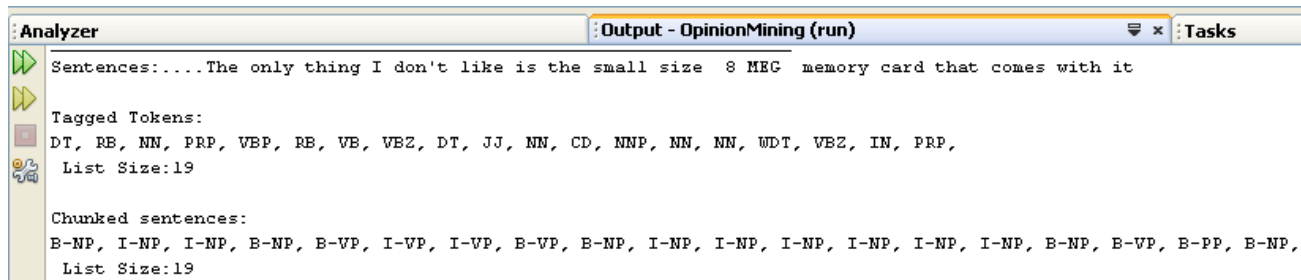 Analyzer
Output - OpinionMining (run)
Tasks
Sentences:....The only thing I don't like is the small size  8 MEG  memory card that comes with it
Tagged Tokens:
DT, RB, NN, PRP, VBP, RB, VB, VBZ, DT, JJ, NN, CD, NNP, NN, NN, WDT, VBZ, IN, PRP,
List Size:19
Chunked sentences:
B-NP, I-NP, I-NP, B-NP, B-VP, I-VP, I-VP, B-VP, B-NP, I-NP, I-NP, I-NP, I-NP, I-NP, I-NP, B-NP, B-VP, B-PP, B-NP,
List Size:19